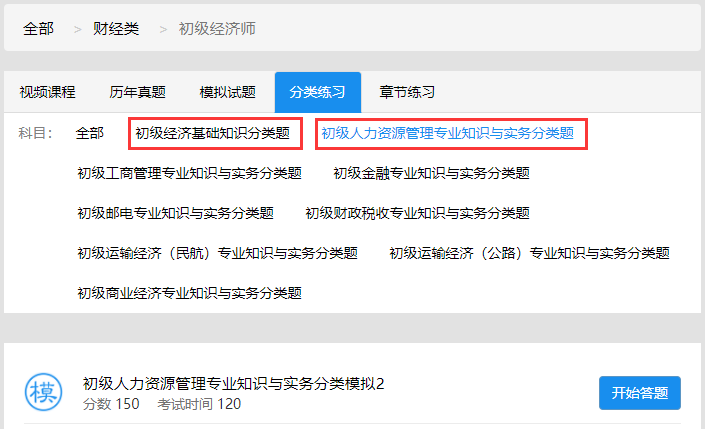 全部 > 财经类 > 初级经济师
视频课程 历年真题 模拟试题 分类练习 章节练习
科目： 全部 初级经济基础知识分类题 初级人力资源管理专业知识与实务分类题
初级工商管理专业知识与实务分类题 初级金融专业知识与实务分类题
初级邮电专业知识与实务分类题 初级财政税收专业知识与实务分类题
初级运输经济（民航）专业知识与实务分类题 初级运输经济（公路）专业知识与实务分类题
初级商业经济专业知识与实务分类题
模 初级人力资源管理专业知识与实务分类模拟2
分数 150 考试时间 120
开始答题